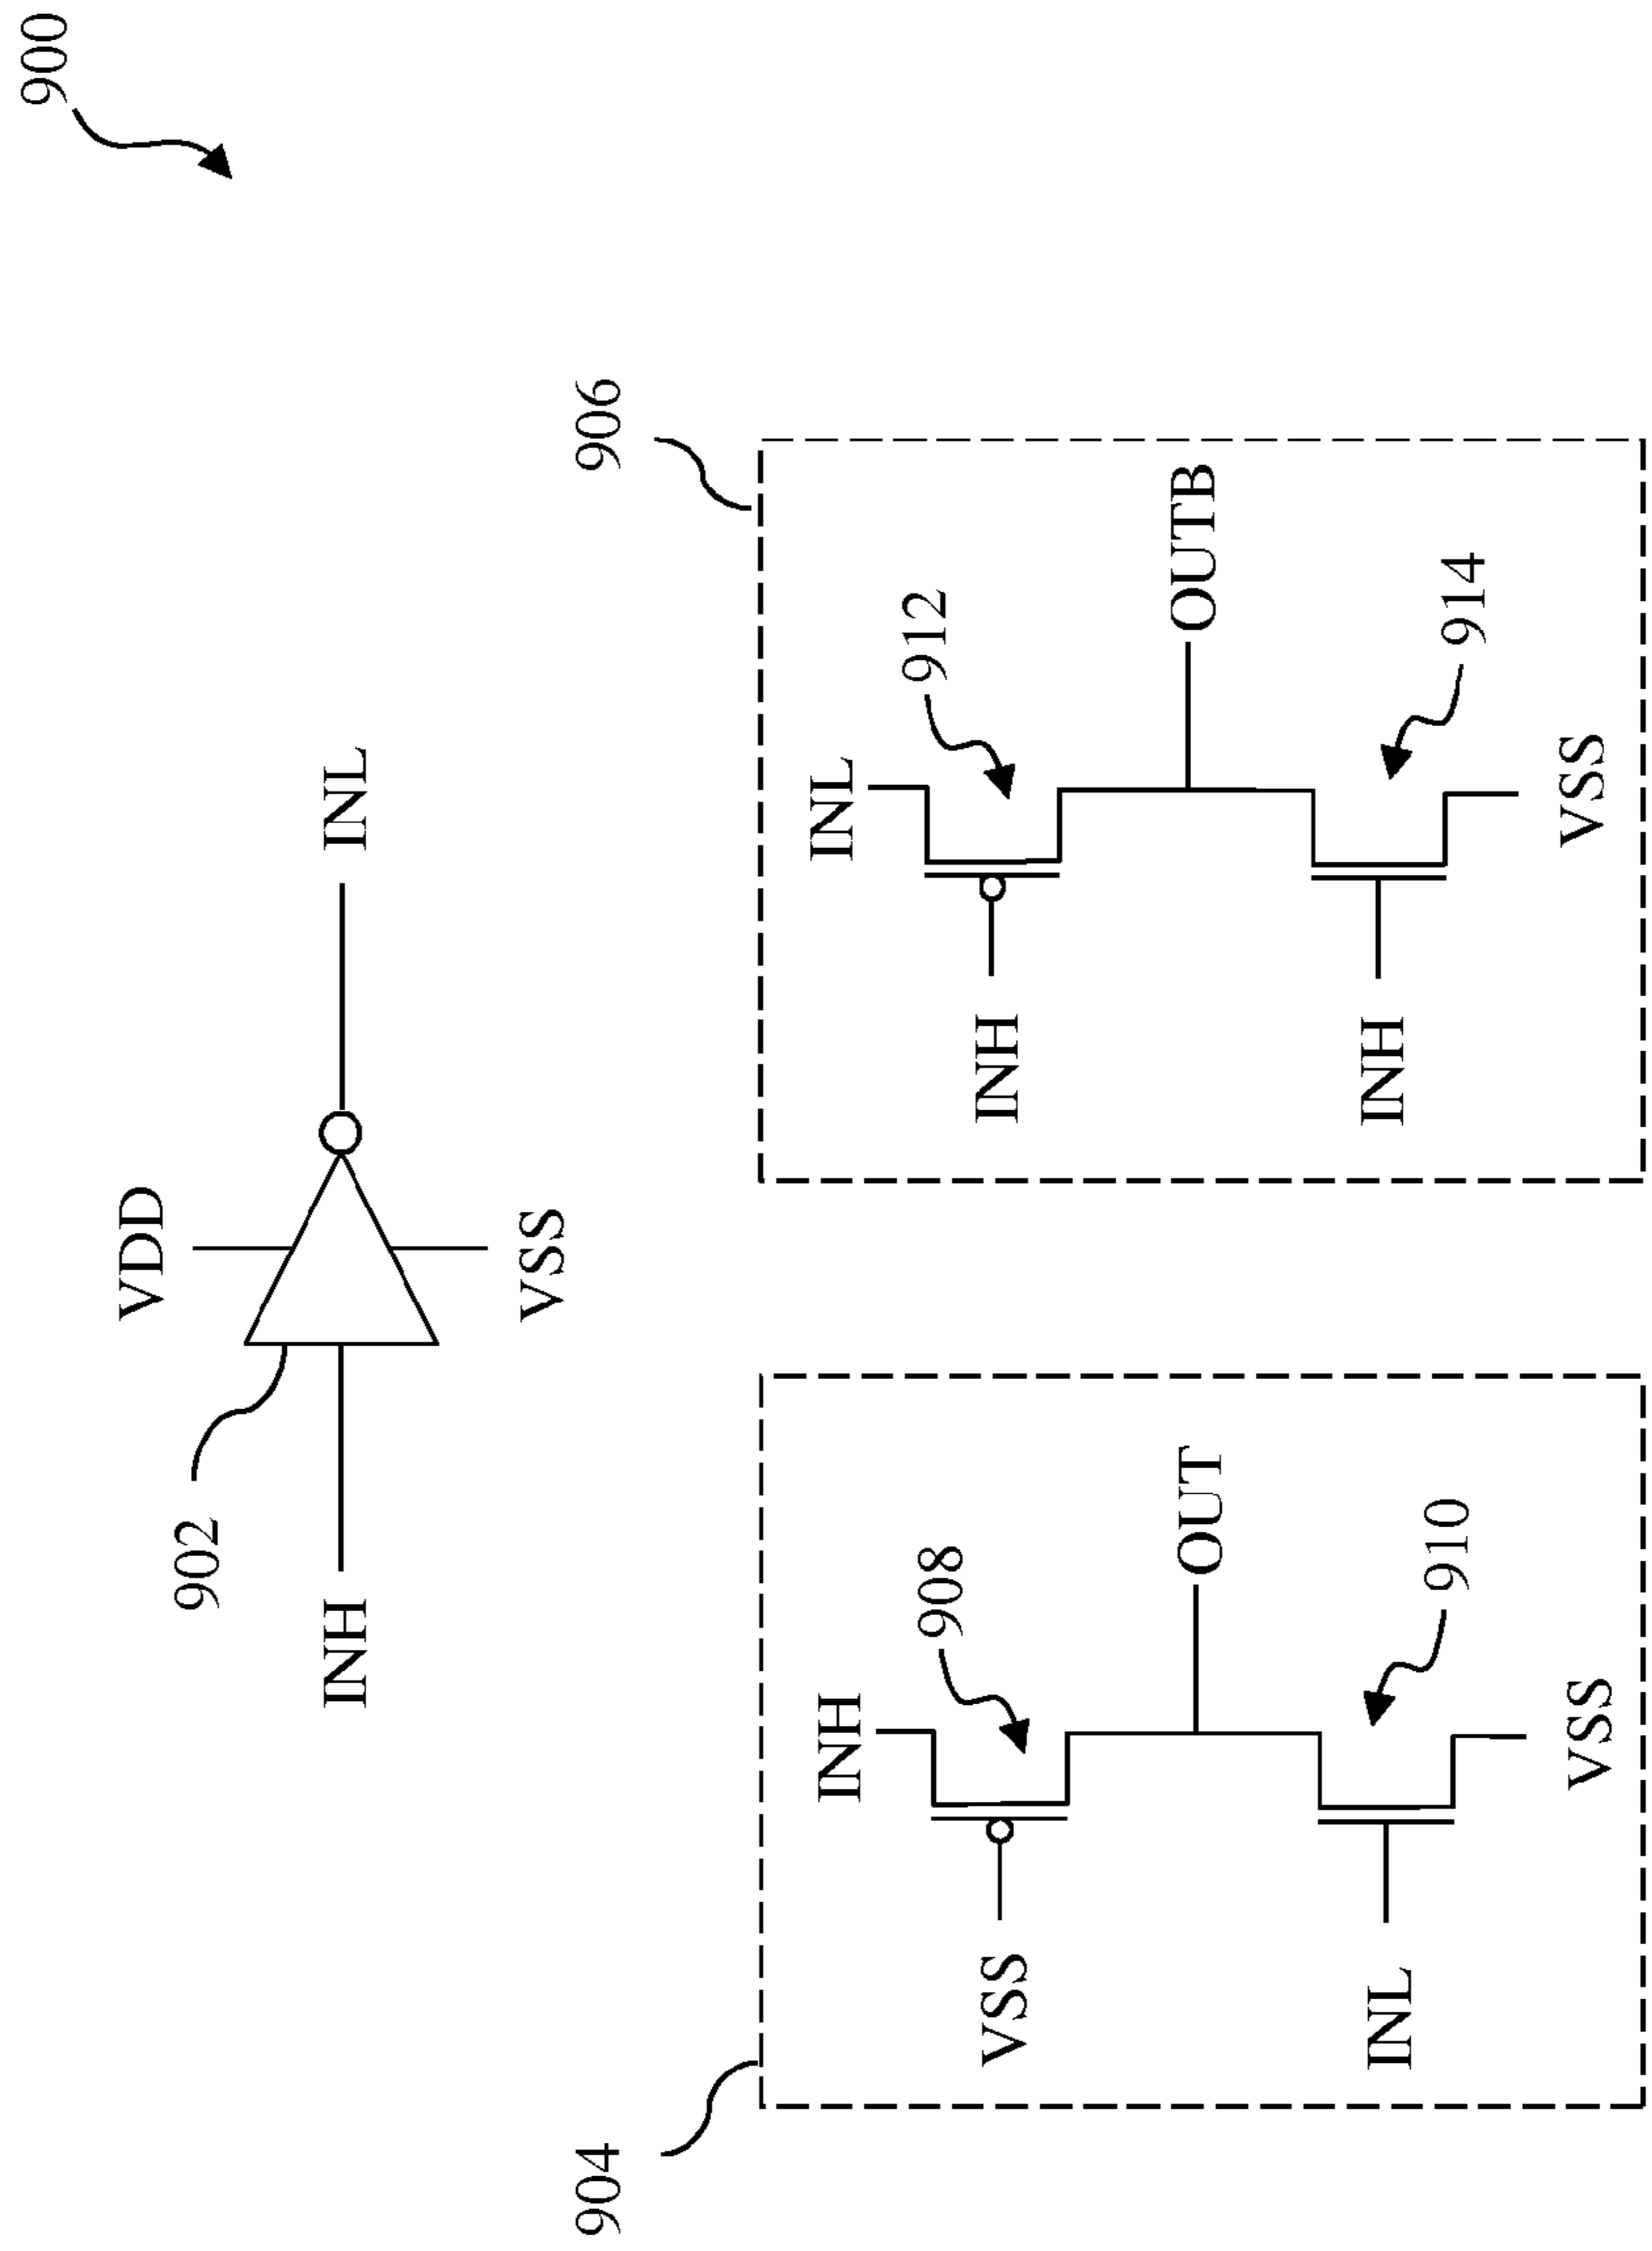 900
VDD
902
INH
INL
VSS
904
906
INH
908
VSS
OUT
INL
910
VSS
INL
912
INH
OUTB
INH
914
VSS